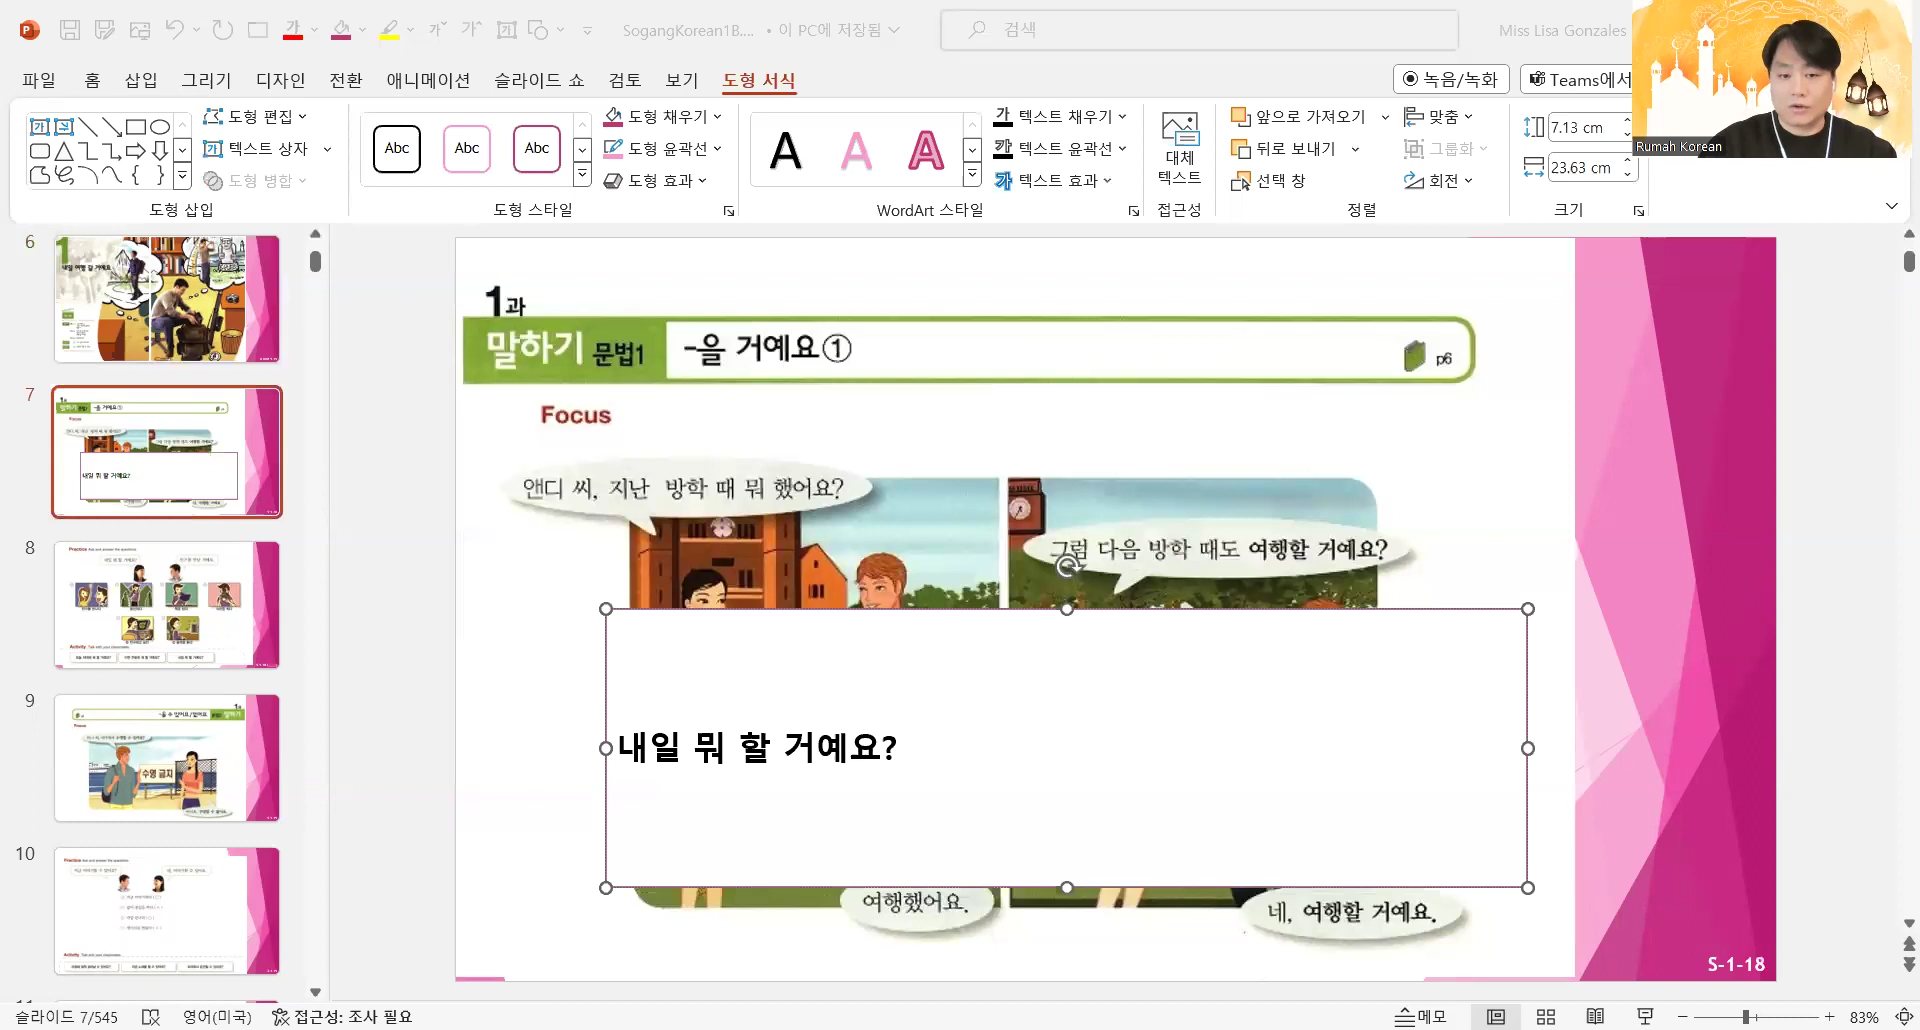 SogangKorean1B.... • 이 PC에 저장됨
검색
Miss Lisa Gonzales
파일 홈 삽입 그리기 디자인 전환 애니메이션 슬라이드 쇼 검토 보기 도형 서식
녹음/녹화
Teams에서
도형 편집
텍스트 상자
도형 병합
도형 삽입
Abc Abc Abc
도형 채우기
도형 윤곽선
도형 효과
도형 스타일
A A A
텍스트 채우기
텍스트 윤곽선
텍스트 효과
WordArt 스타일
대체
텍스트
접근성
앞으로 가져오기
뒤로 보내기
선택 창
맞춤
그룹화
회전
정렬
7.13 cm
23.63 cm
크기
Rumah Korean
6
7
8
9
10
1과
말하기 문법1 -을 거예요①
p6
Focus
앤디 씨, 지난 방학 때 뭐 했어요?
그럼 다음 방학 때도 여행할 거예요?
내일 뭐 할 거예요?
여행했어요.
네, 여행할 거예요.
S-1-18
슬라이드 7/545
영어(미국)
접근성: 조사 필요
메모
83%